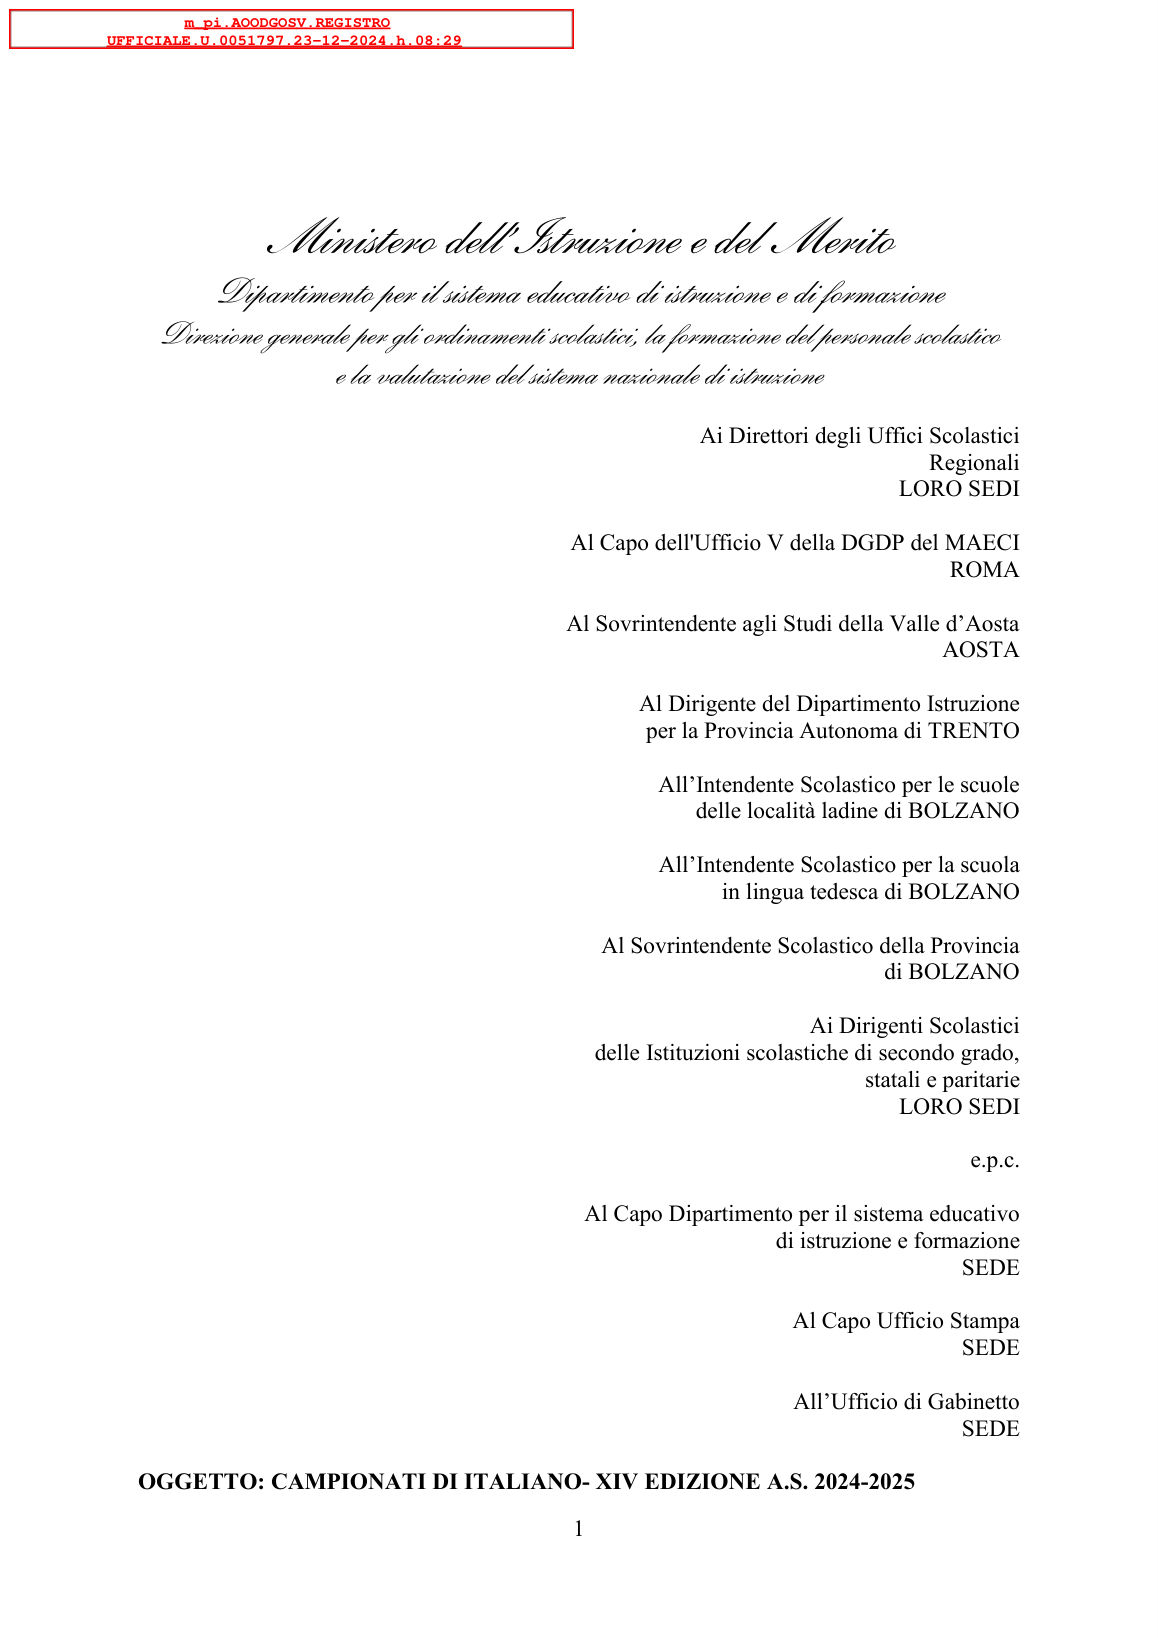 m_pi.AOODGOSV.REGISTRO
UFFICIALE.U.0051797.23-12-2024.h.08:29
Ministero dell'Istruzione e del Merito
Dipartimento per il sistema educativo di istruzione e di formazione
Direzione generale per gli ordinamenti scolastici, la formazione del personale scolastico
e la valutazione del sistema nazionale di istruzione
Ai Direttori degli Uffici Scolastici
Regionali
LORO SEDI
Al Capo dell'Ufficio V della DGDP del MAECI
ROMA
Al Sovrintendente agli Studi della Valle d’Aosta
AOSTA
Al Dirigente del Dipartimento Istruzione
per la Provincia Autonoma di TRENTO
All’Intendente Scolastico per le scuole
delle località ladine di BOLZANO
All’Intendente Scolastico per la scuola
in lingua tedesca di BOLZANO
Al Sovrintendente Scolastico della Provincia
di BOLZANO
Ai Dirigenti Scolastici
delle Istituzioni scolastiche di secondo grado,
statali e paritarie
LORO SEDI
e.p.c.
Al Capo Dipartimento per il sistema educativo
di istruzione e formazione
SEDE
Al Capo Ufficio Stampa
SEDE
All’Ufficio di Gabinetto
SEDE
OGGETTO: CAMPIONATI DI ITALIANO- XIV EDIZIONE A.S. 2024-2025
1